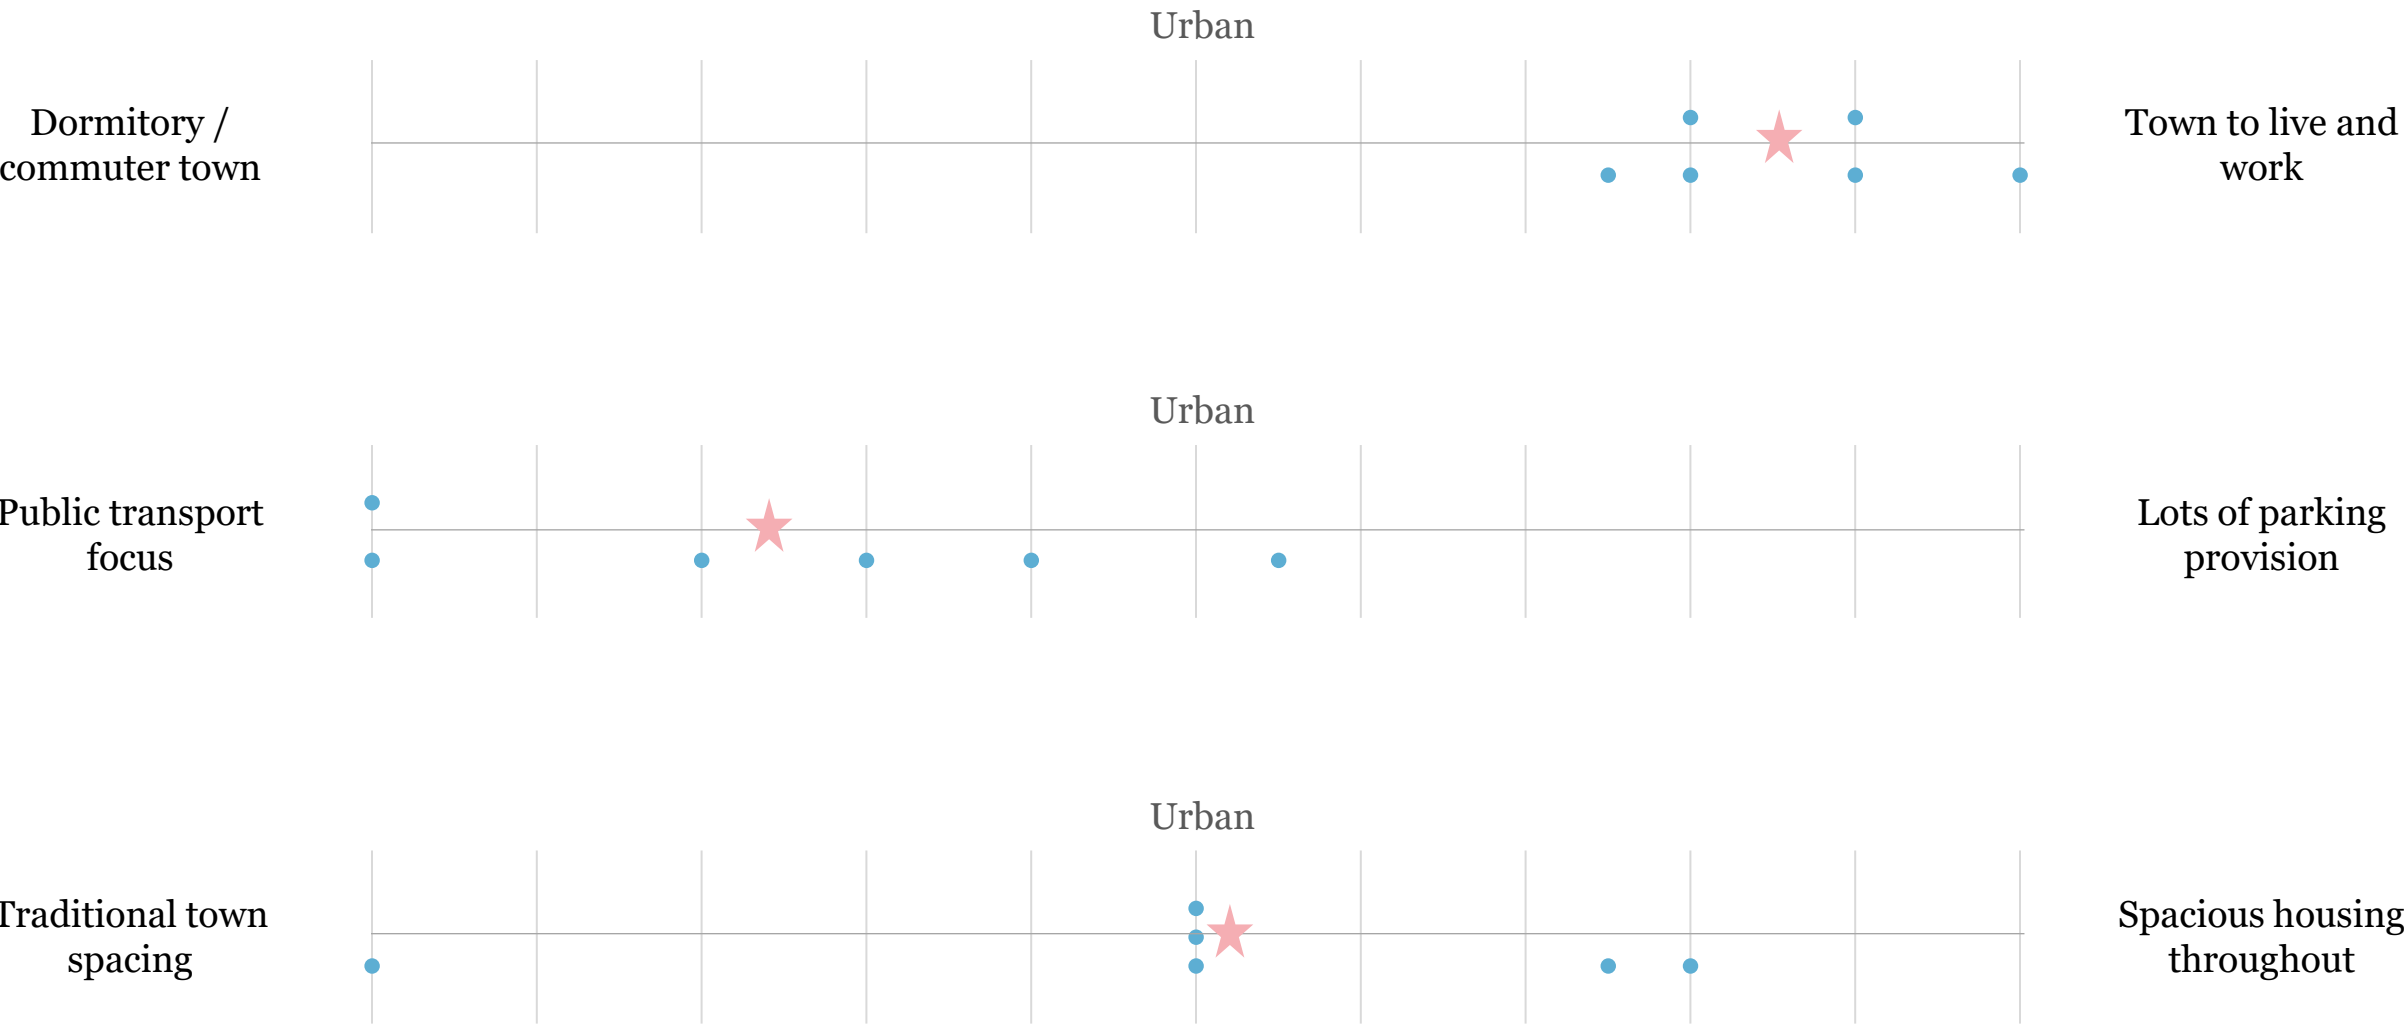 Urban
Dormitory /
commuter town
Town to live and
work
Urban
Public transport
focus
Lots of parking
provision
Urban
Traditional town
spacing
Spacious housing
throughout